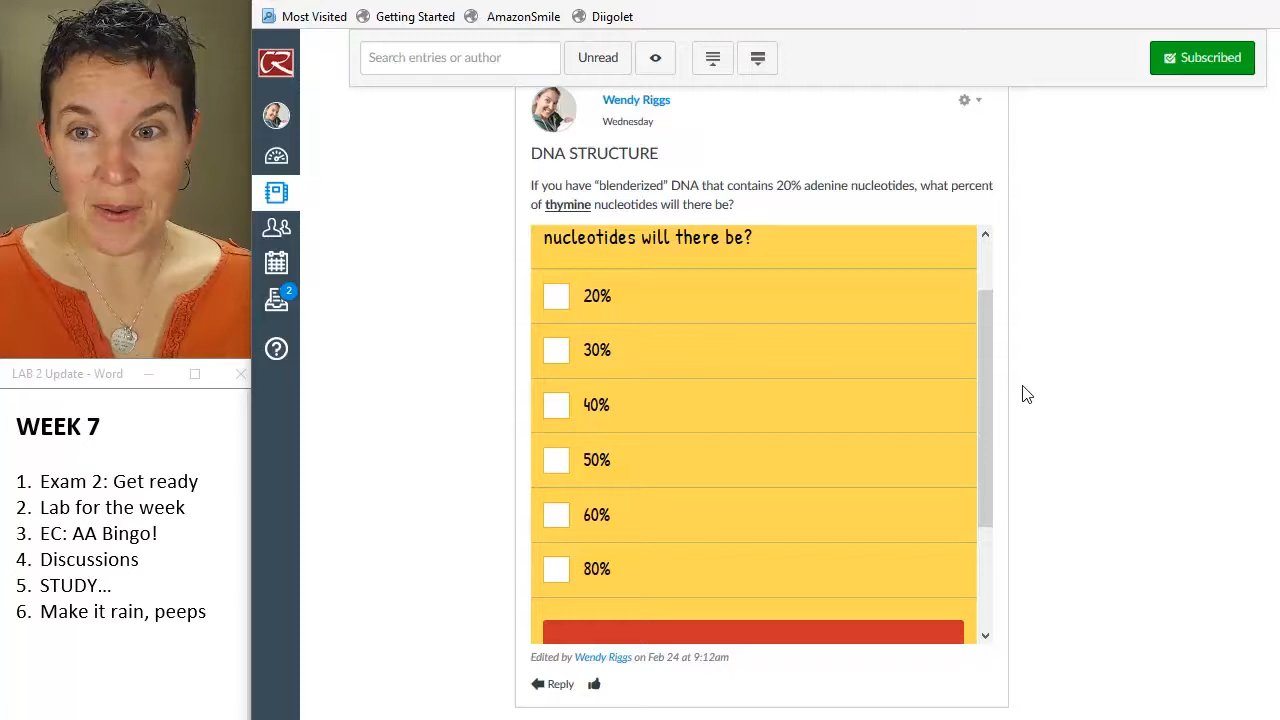 Most Visited Getting Started AmazonSmile Diigolet
Search entries or author Unread Subscribed
CR
Wendy Riggs
Wednesday
DNA STRUCTURE
If you have “blenderized” DNA that contains 20% adenine nucleotides, what percent
of thymine nucleotides will there be?
nucleotides will there be?
20%
30%
40%
50%
60%
80%
Edited by Wendy Riggs on Feb 24 at 9:12am
Reply
2
LAB 2 Update - Word
WEEK 7
1. Exam 2: Get ready
2. Lab for the week
3. EC: AA Bingo!
4. Discussions
5. STUDY...
6. Make it rain, peeps